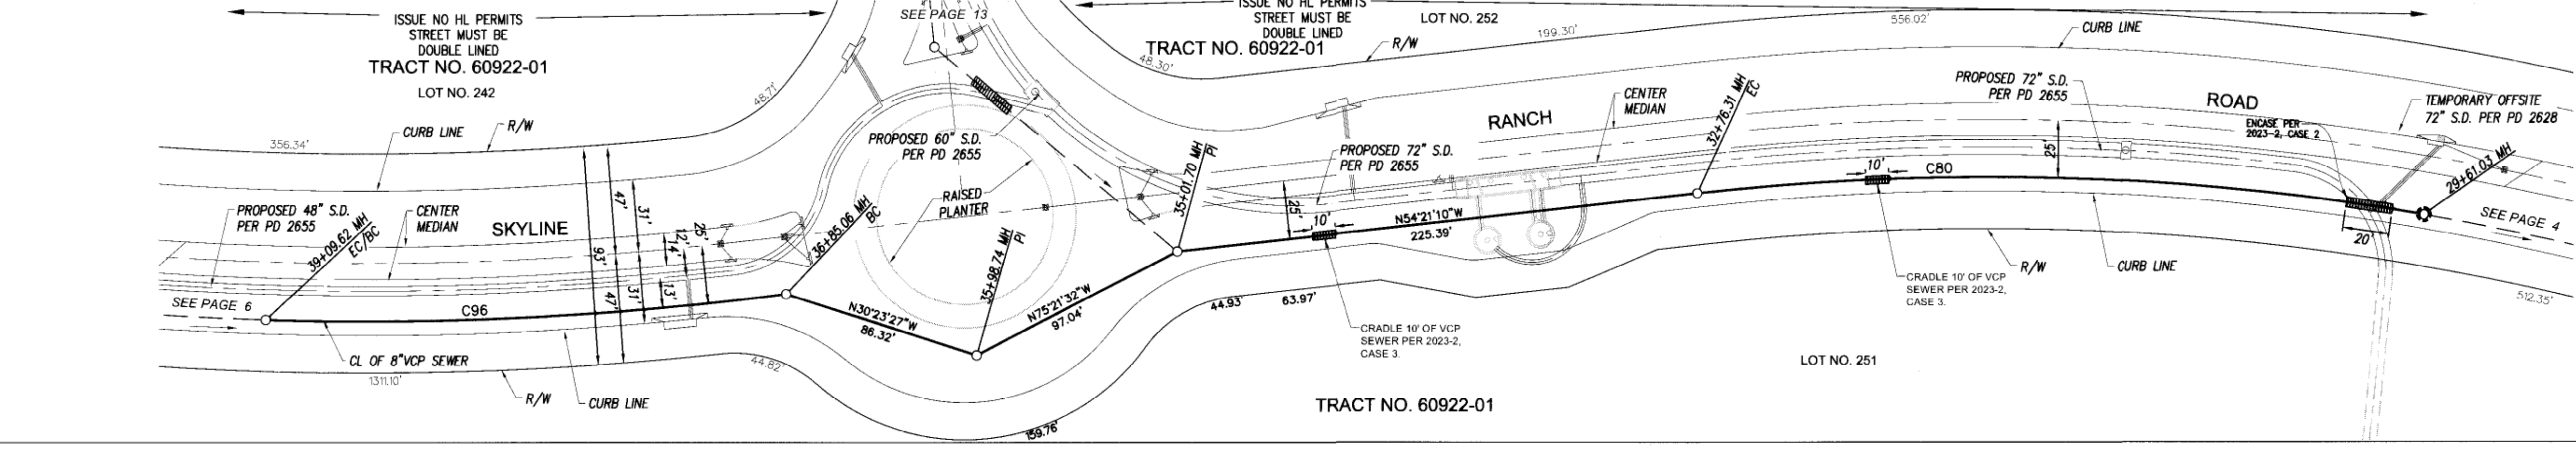 ISSUE NO HL PERMITS
STREET MUST BE
DOUBLE LINED
TRACT NO. 60922-01
LOT NO. 242
SEE PAGE 13
ISSUE NO HL PERMITS
STREET MUST BE
DOUBLE LINED
TRACT NO. 60922-01
LOT NO. 252
R/W
48.30'
199.30'
556.02'
CURB LINE
48.71'
356.34'
CURB LINE
R/W
PROPOSED 60" S.D.
PER PD 2655
RAISED
PLANTER
RANCH
CENTER
MEDIAN
32+76.31 MH
EC
PROPOSED 72" S.D.
PER PD 2655
ROAD
ENCASE PER
2023-2, CASE 2
TEMPORARY OFFSITE
72" S.D. PER PD 2628
29+61.03 MH
SEE PAGE 4
PROPOSED 72" S.D.
PER PD 2655
35+01.70 MH
PI
PROPOSED 48" S.D.
PER PD 2655
39+09.62 MH
EC/BC
CENTER
MEDIAN
SKYLINE
47'
31'
93'
12'
14'
25'
47'
31'
13'
36+85.06 MH
BC
35+98.74 MH
PI
25'
10'
N54°21'10"W
225.39'
10'
C80
25'
20'
SEE PAGE 6
C96
N30°23'27"W
86.32'
N75°21'32"W
97.04'
44.93
63.97'
CRADLE 10' OF VCP
SEWER PER 2023-2,
CASE 3.
CRADLE 10' OF VCP
SEWER PER 2023-2,
CASE 3.
R/W
CURB LINE
512.35'
CL OF 8"VCP SEWER
1311.10'
R/W
CURB LINE
44.82'
159.76'
LOT NO. 251
TRACT NO. 60922-01